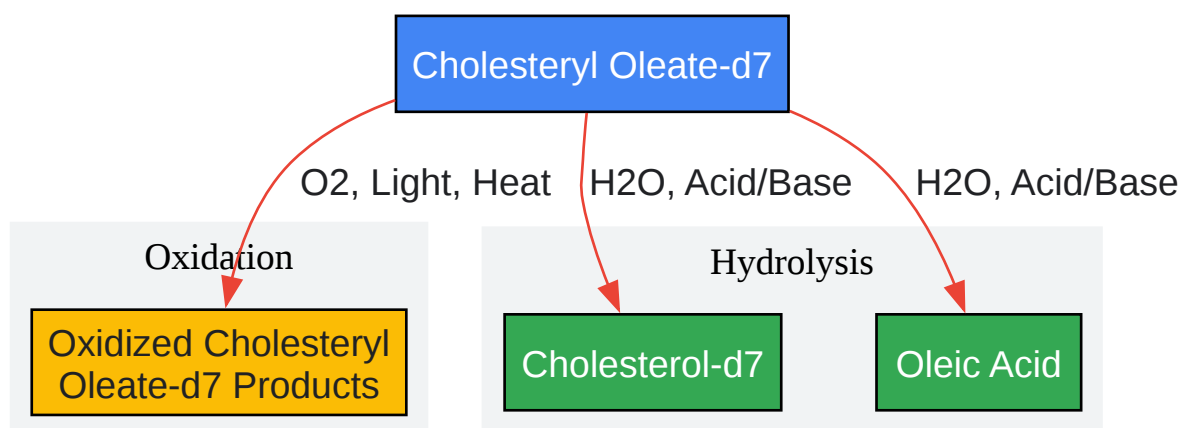 Cholesteryl Oleate-d7
O2, Light, Heat
H2O, Acid/Base
H2O, Acid/Base
Oxidation
Hydrolysis
Oxidized Cholesteryl
Oleate-d7 Products
Cholesterol-d7
Oleic Acid